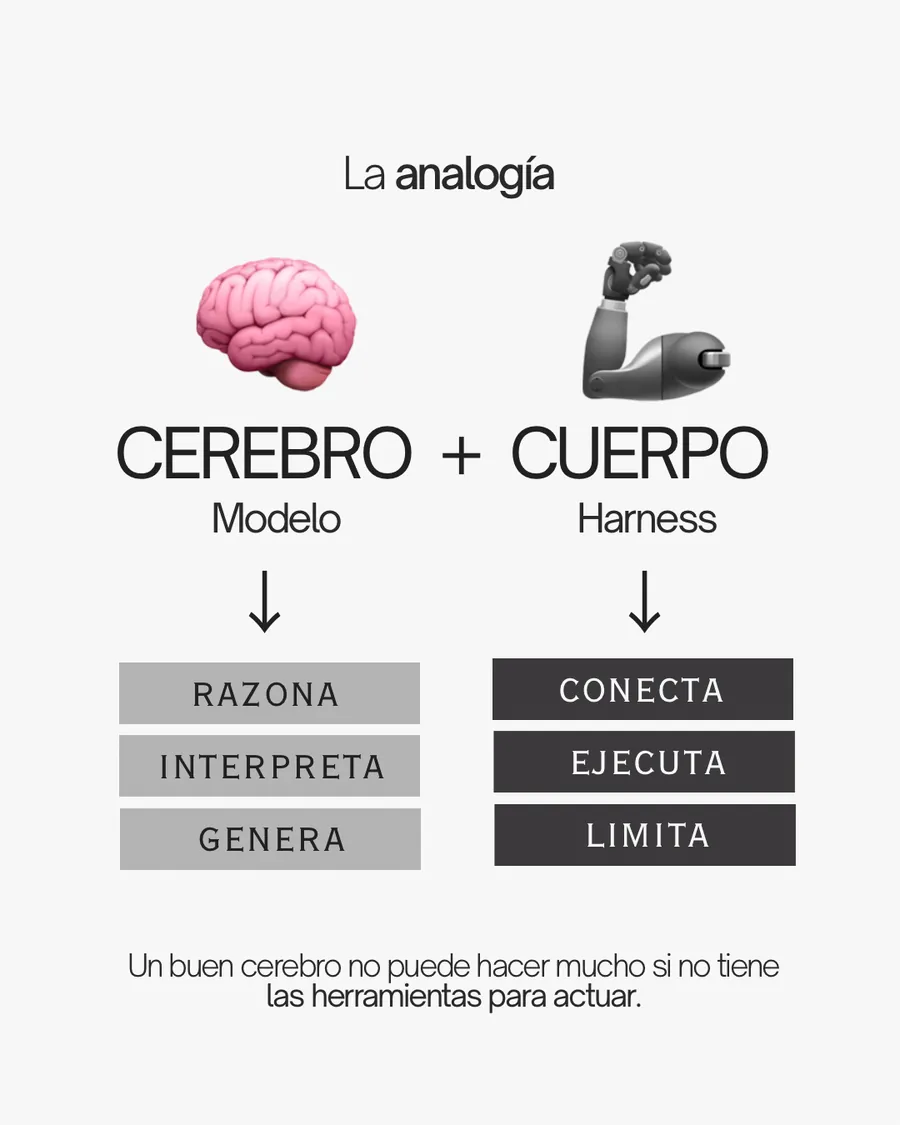 La analogía
CEREBRO + CUERPO
Modelo
Harness
RAZONA
INTERPRETA
GENERA
CONECTA
EJECUTA
LIMITA
Un buen cerebro no puede hacer mucho si no tiene
las herramientas para actuar.